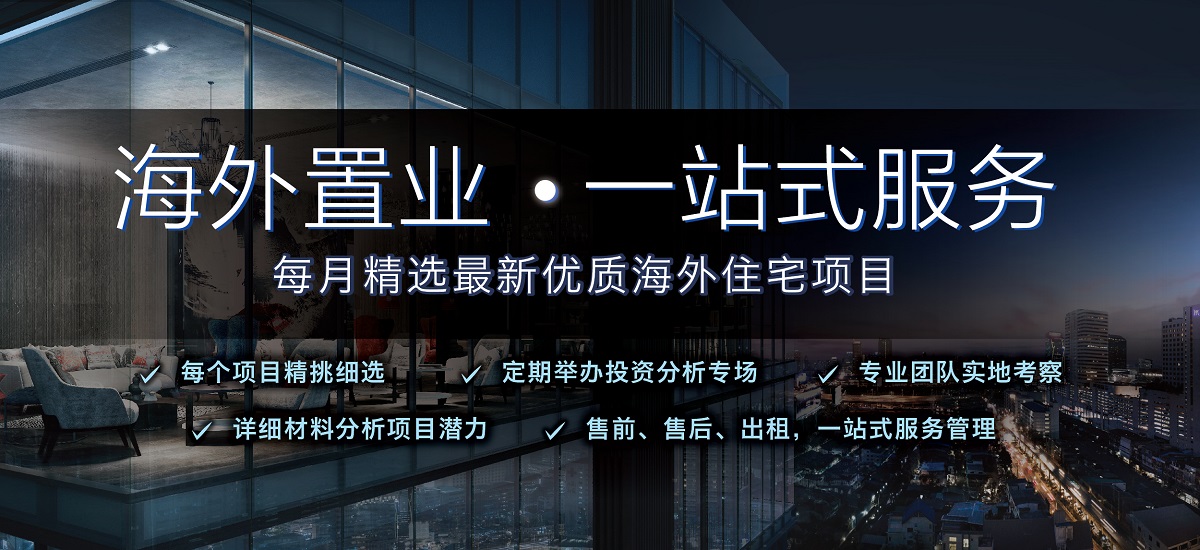 海外置业·一站式服务
每月精选最新优质海外住宅项目
✓ 每个项目精挑细选 ✓ 定期举办投资分析专场 ✓ 专业团队实地考察
✓ 详细材料分析项目潜力 ✓ 售前、售后、出租，一站式服务管理